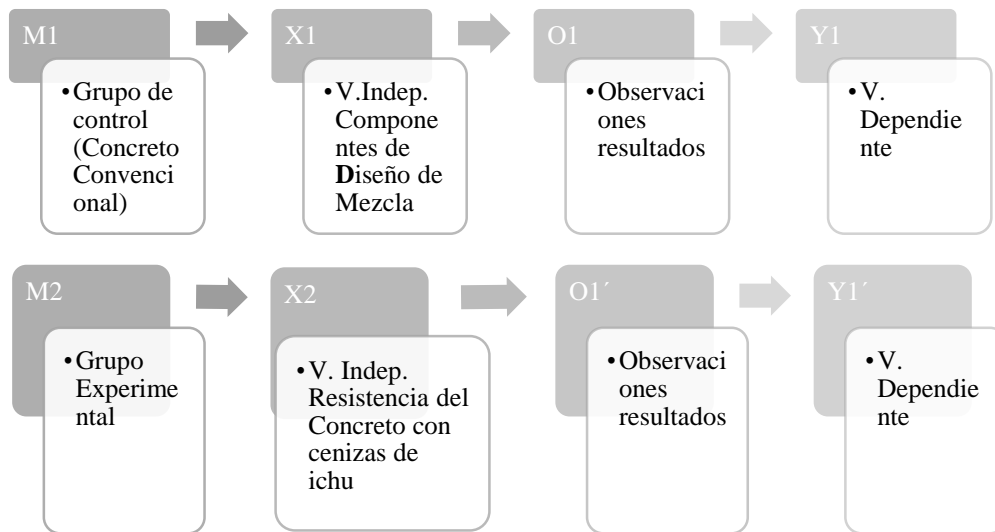 M1
X1
O1
Y1
•Grupo de
control
(Concreto
Convenci
onal)
•V.Indep.
Compone
ntes de
Diseño de
Mezcla
•Observaci
ones
resultados
•V.
Dependie
nte
M2
X2
O1´
Y1´
•Grupo
Experime
ntal
•V. Indep.
Resistencia del
Concreto con
cenizas de
ichu
•Observaci
ones
resultados
•V.
Dependie
nte